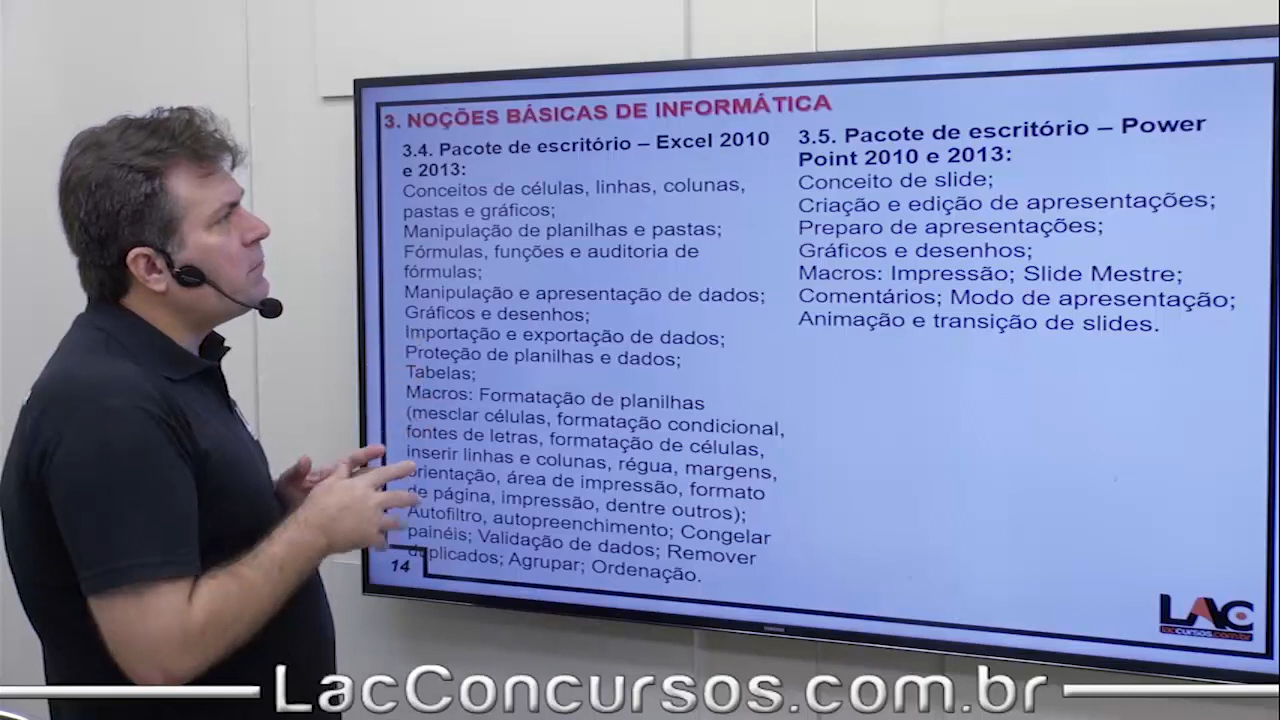 3. NOÇÕES BÁSICAS DE INFORMÁTICA
3.4. Pacote de escritório – Excel 2010
e 2013:
Conceitos de células, linhas, colunas,
pastas e gráficos;
Manipulação de planilhas e pastas;
Fórmulas, funções e auditoria de
fórmulas;
Manipulação e apresentação de dados;
Gráficos e desenhos;
Importação e exportação de dados;
Proteção de planilhas e dados;
Tabelas;
Macros: Formatação de planilhas
(mesclar células, formatação condicional,
fontes de letras, formatação de células,
inserir linhas e colunas, régua, margens,
orientação, área de impressão, formato
de página, impressão, dentre outros);
Autofiltro, autopreenchimento; Congelar
painéis; Validação de dados; Remover
duplicados; Agrupar; Ordenação.
14
3.5. Pacote de escritório – Power
Point 2010 e 2013:
Conceito de slide;
Criação e edição de apresentações;
Preparo de apresentações;
Gráficos e desenhos;
Macros: Impressão; Slide Mestre;
Comentários; Modo de apresentação;
Animação e transição de slides.
LAC
laccursos.com.br
LacConcursos.com.br